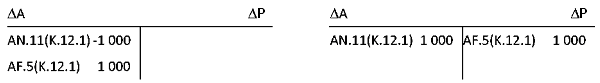 ΔA ΔP ΔA ΔP
AN.11(K.12.1) -1 000 AN.11(K.12.1) 1 000 AF.5(K.12.1) 1 000
AF.5(K.12.1) 1 000